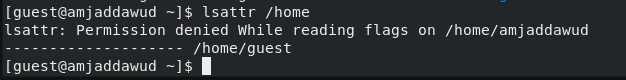 [guest@amjaddawud ~]$ lsattr /home
lsattr: Permission denied While reading flags on /home/amjaddawud
-------------------- /home/guest
[guest@amjaddawud ~]$